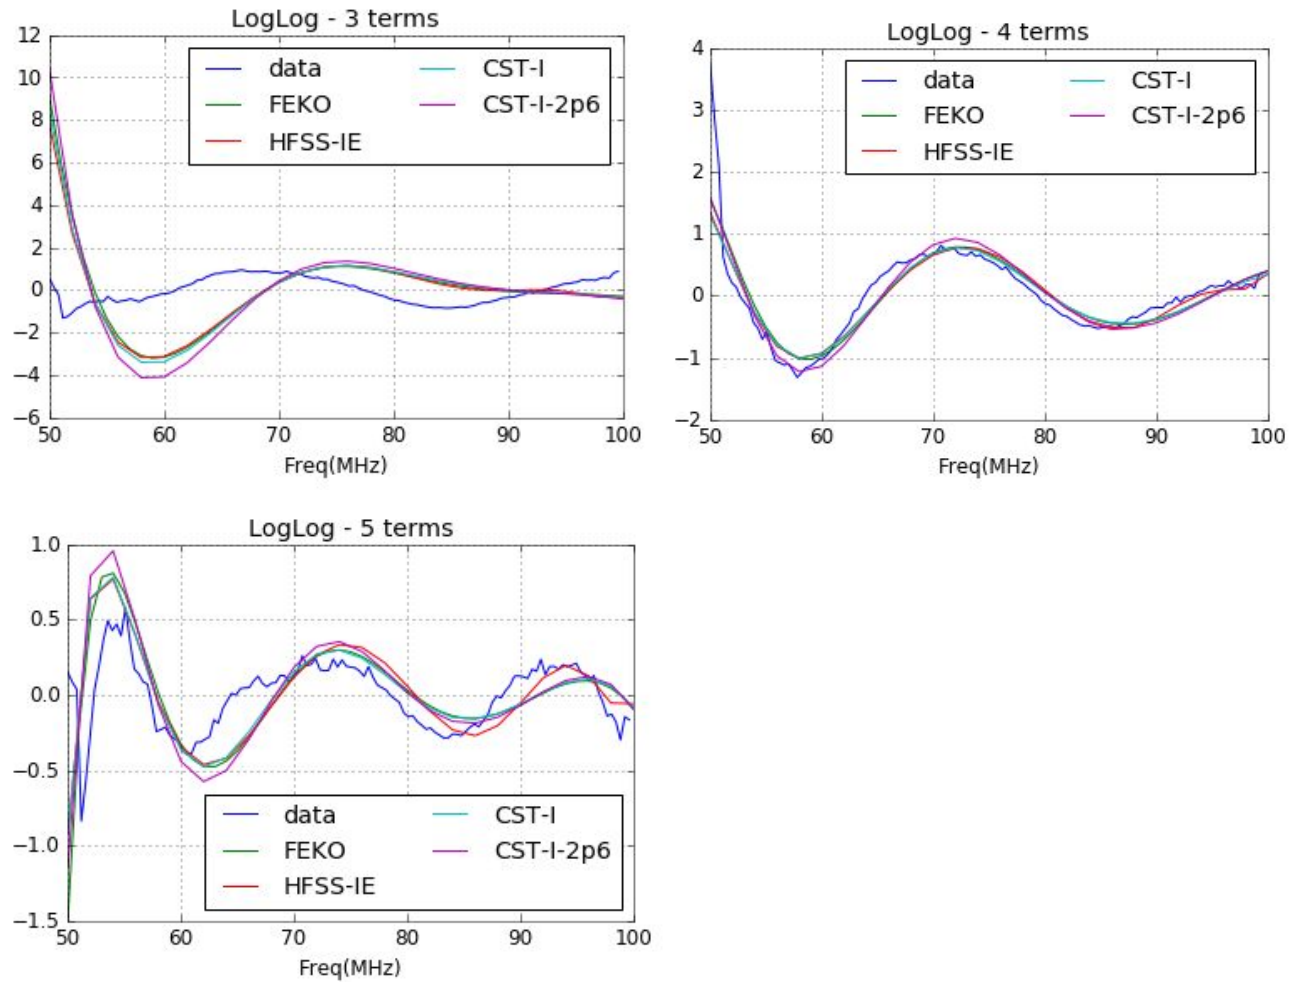 LogLog - 3 terms
12
10
8
6
4
2
0
−2
−4
−6
data
FEKO
HFSS-IE
CST-I
CST-I-2p6
50
60
70
80
90
100
Freq(MHz)
LogLog - 4 terms
4
3
2
1
0
−1
−2
data
FEKO
HFSS-IE
CST-I
CST-I-2p6
50
60
70
80
90
100
Freq(MHz)
LogLog - 5 terms
1.0
0.5
0.0
−0.5
−1.0
−1.5
data
FEKO
HFSS-IE
CST-I
CST-I-2p6
50
60
70
80
90
100
Freq(MHz)